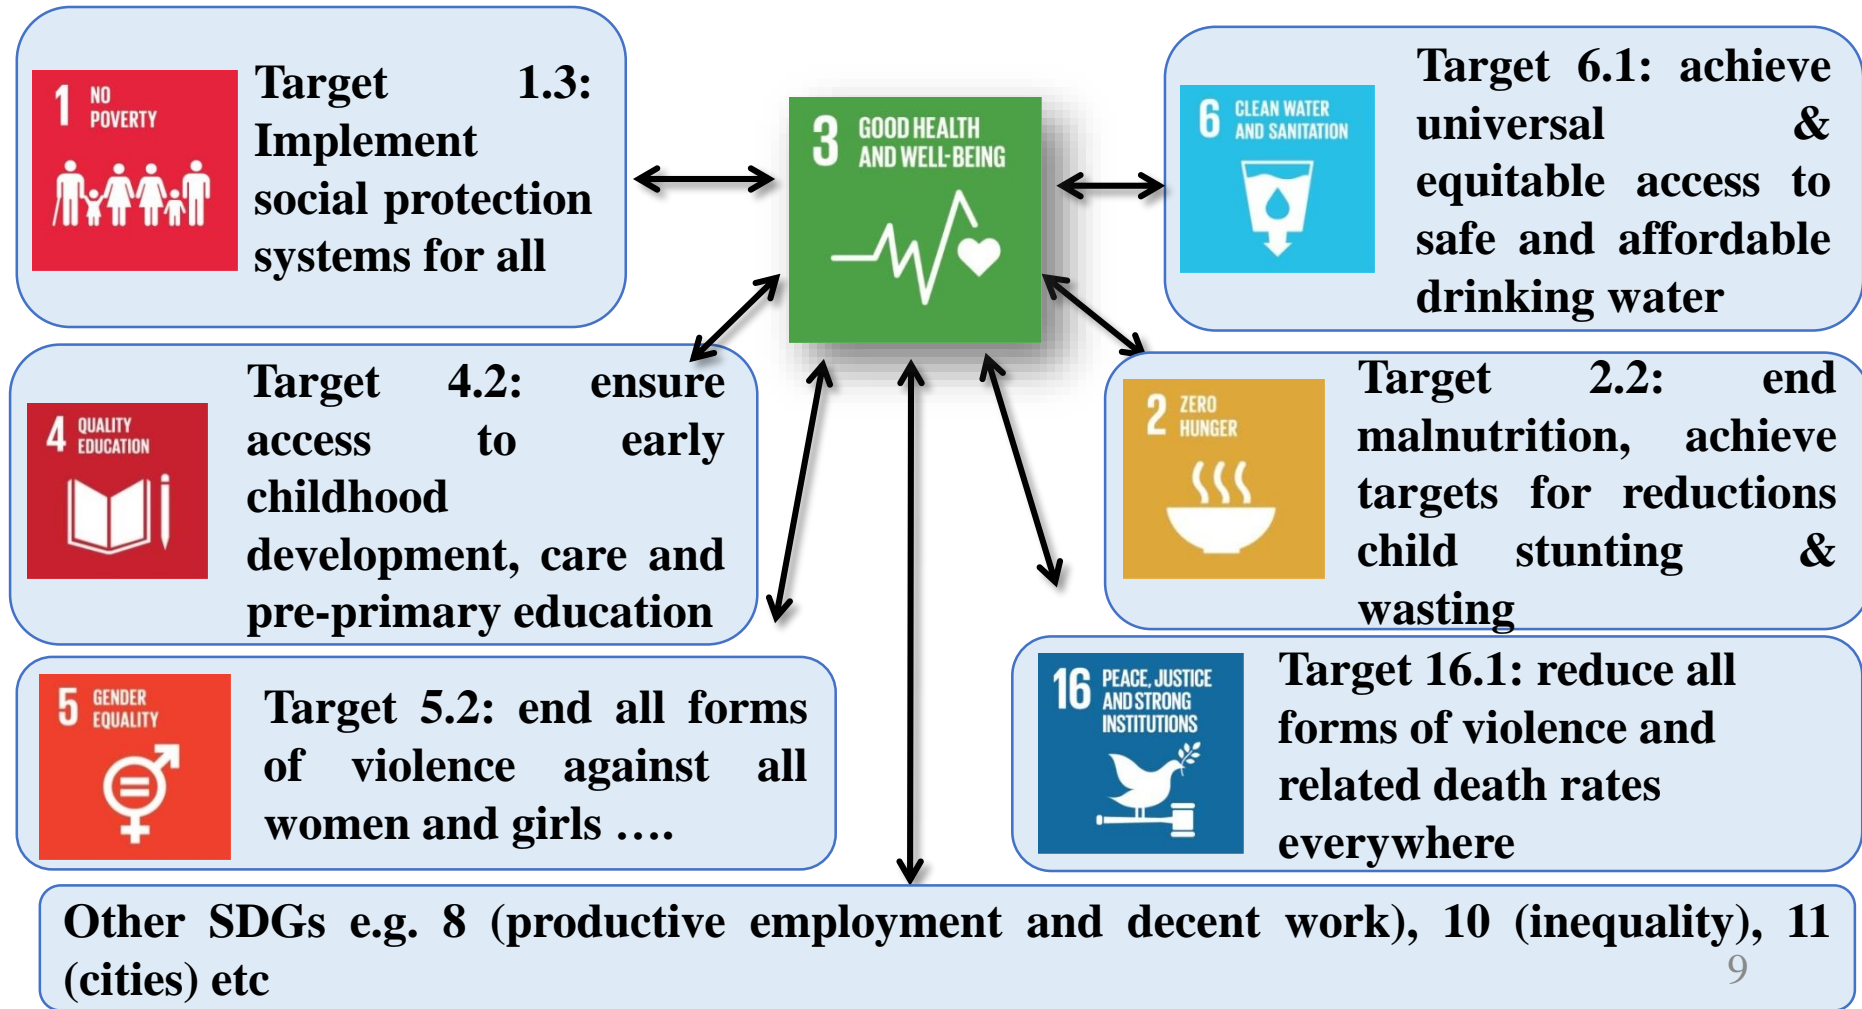 1 NO
POVERTY
Target 1.3:
Implement
social protection
systems for all
3 GOOD HEALTH
AND WELL-BEING
6 CLEAN WATER
AND SANITATION
Target 6.1: achieve
universal &
equitable access to
safe and affordable
drinking water
4 QUALITY
EDUCATION
Target 4.2: ensure
access to early
childhood
development, care and
pre-primary education
2 ZERO
HUNGER
Target 2.2: end
malnutrition, achieve
targets for reductions
child stunting &
wasting
5 GENDER
EQUALITY
Target 5.2: end all forms
of violence against all
women and girls ….
16 PEACE, JUSTICE
AND STRONG
INSTITUTIONS
Target 16.1: reduce all
forms of violence and
related death rates
everywhere
Other SDGs e.g. 8 (productive employment and decent work), 10 (inequality), 11
(cities) etc
9